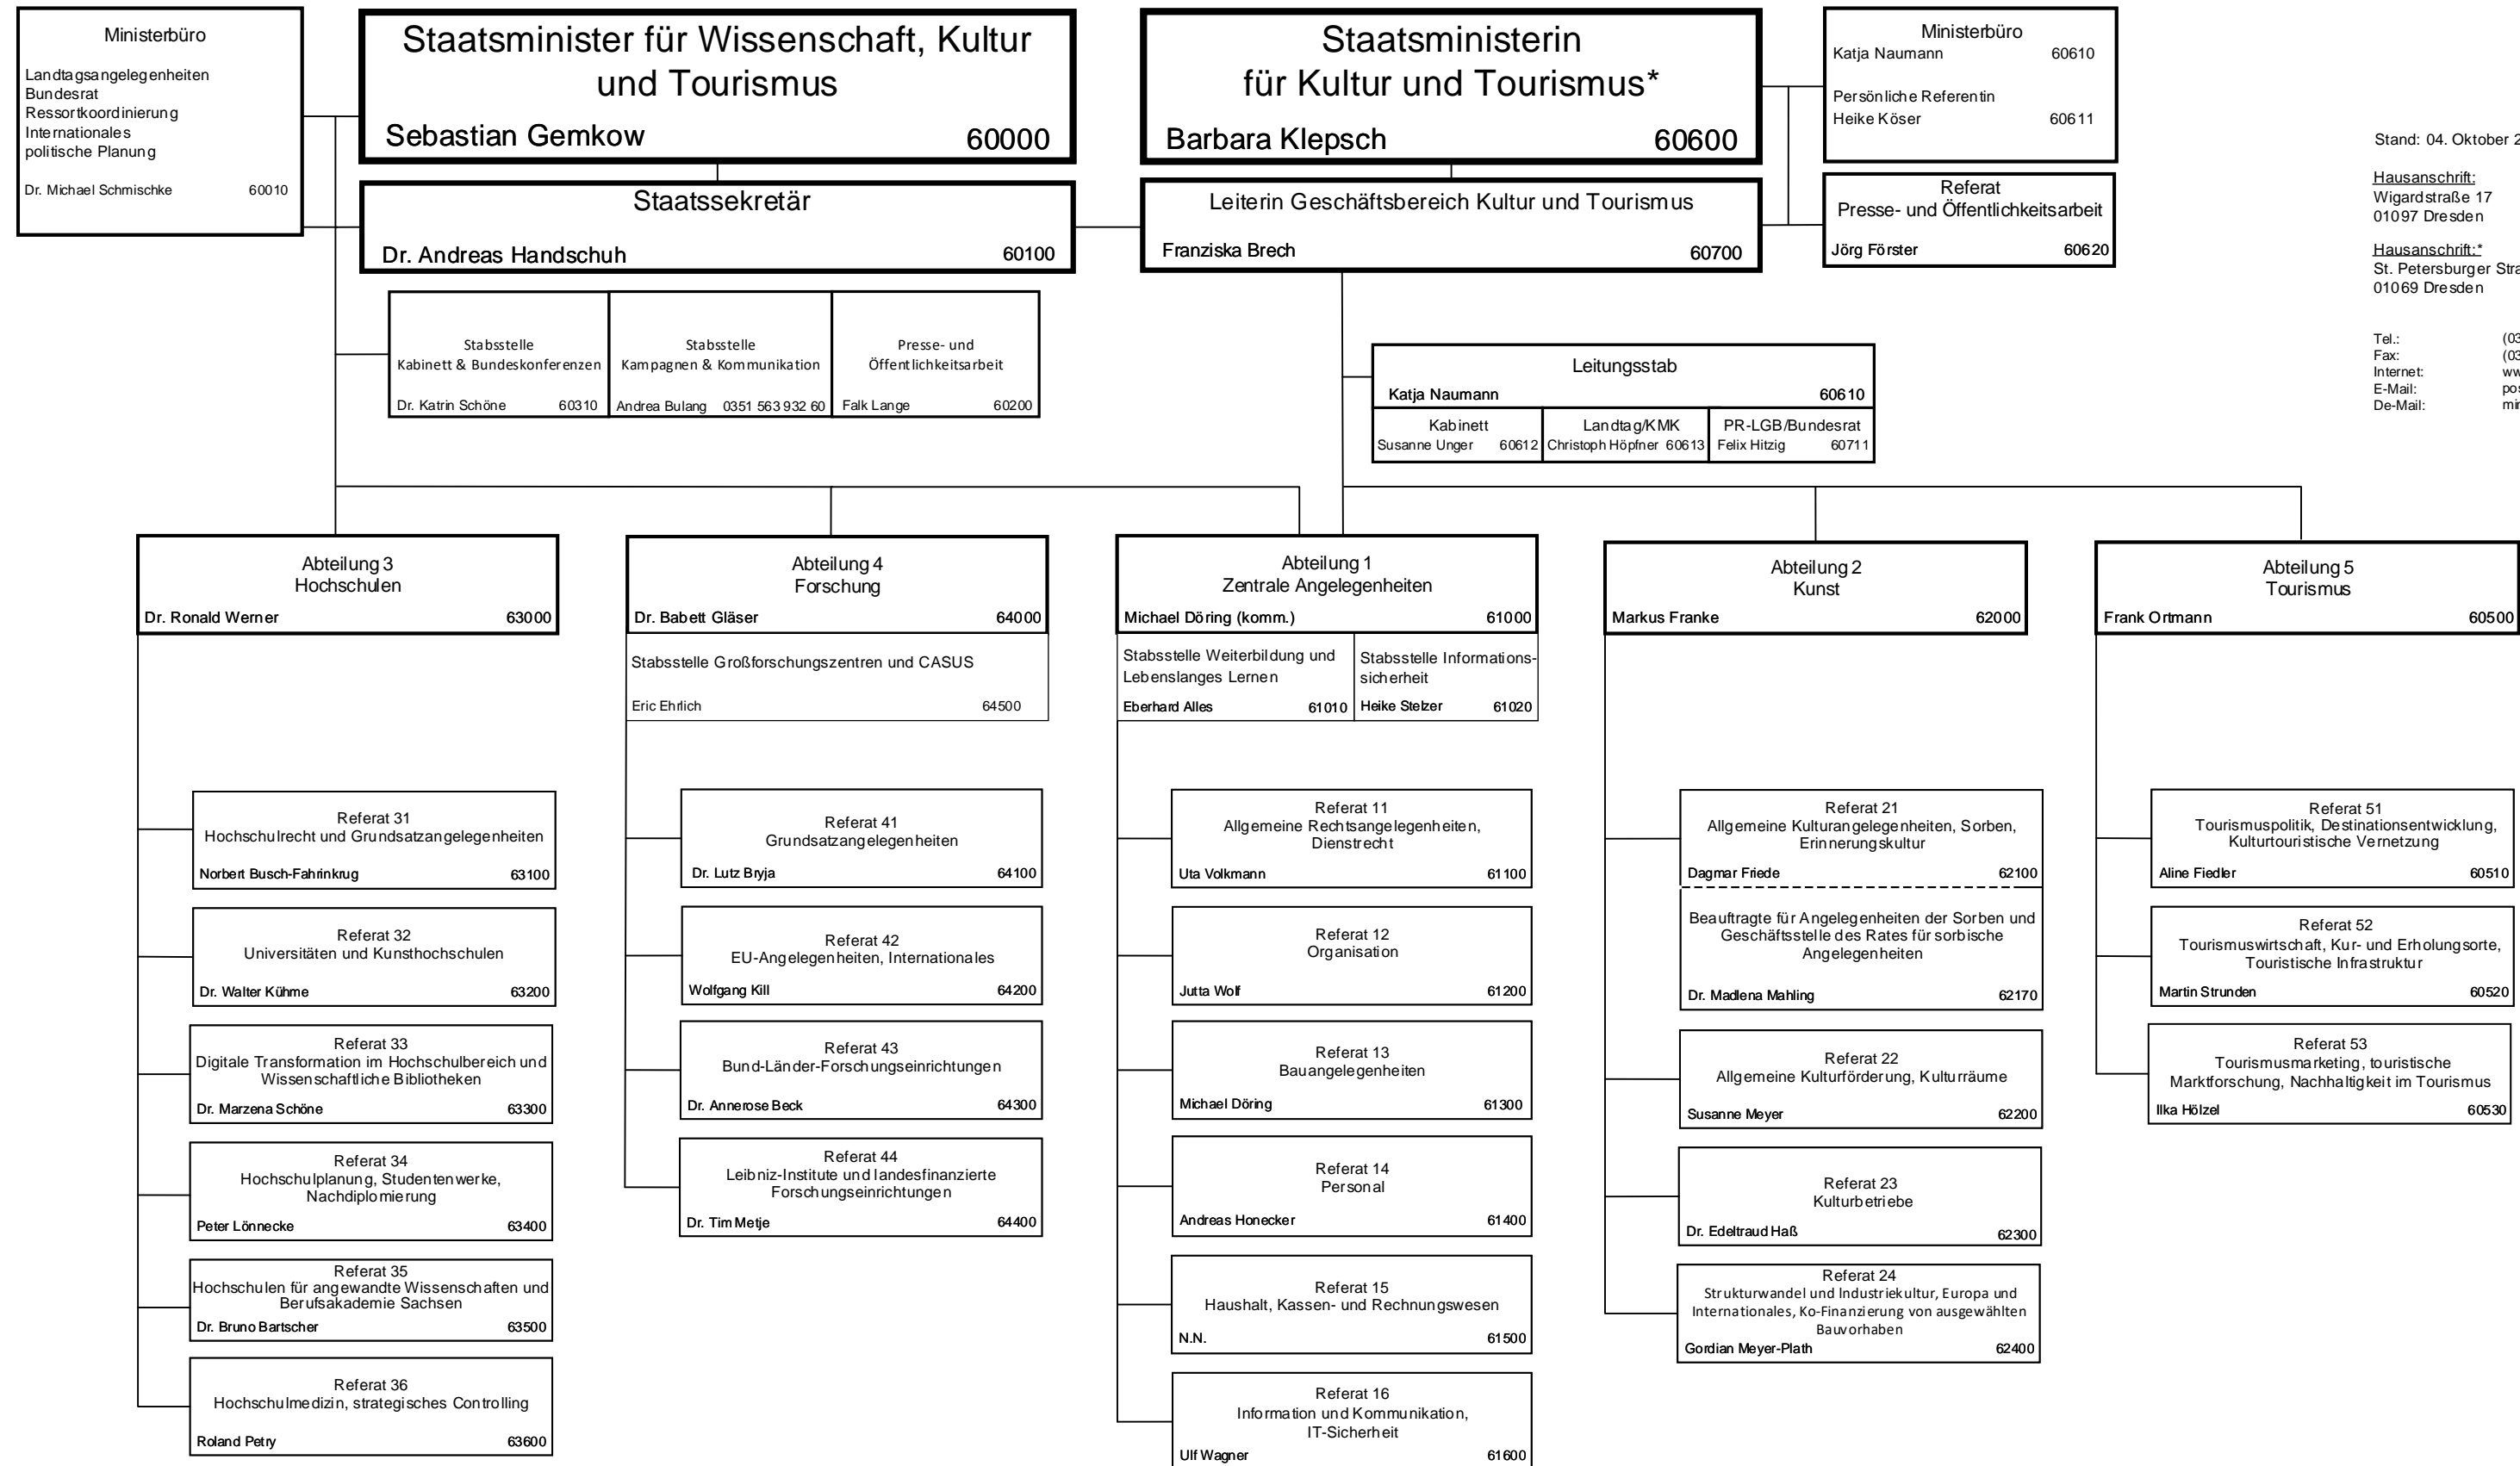 Ministerbüro
Landtagsangelegenheiten
Bundesrat
Ressortkoordinierung
Internationales
politische Planung
Dr. Michael Schmischke 60010
Staatsminister für Wissenschaft, Kultur
und Tourismus
Sebastian Gemkow 60000
Staatsministerin
für Kultur und Tourismus*
Barbara Klepsch 60600
Ministerbüro
Katja Naumann 60610
Persönliche Referentin
Heike Köser 60611
Staatssekretär
Dr. Andreas Handschuh 60100
Leiterin Geschäftsbereich Kultur und Tourismus
Franziska Brech 60700
Referat
Presse- und Öffentlichkeitsarbeit
Jörg Förster 60620
Stand: 04. Oktober
Hausanschrift:
Wigardstraße 17
01097 Dresden
Hausanschrift:*
St. Petersburger
01069 Dresden
Tel.:
Fax:
Internet:
E-Mail:
De-Mail:
Stabsstelle
Kabinett & Bundeskonferenzen
Dr. Katrin Schöne 60310
Stabsstelle
Kampagnen & Kommunikation
Andrea Bulang 0351 563 932 60
Presse- und
Öffentlichkeitsarbeit
Falk Lange 60200
Leitungsstab
Katja Naumann 60610
Kabinett
Susanne Unger 60612
Landtag/KMK
Christoph Höpfner 60613
PR-LGB/Bundesrat
Felix Hitzig 60711
Abteilung 3
Hochschulen
Dr. Ronald Werner 63000
Referat 31
Hochschulrecht und Grundsatzangelegenheiten
Norbert Busch-Fahrinkrug 63100
Referat 32
Universitäten und Kunsthochschulen
Dr. Walter Kühme 63200
Referat 33
Digitale Transformation im Hochschulbereich und
Wissenschaftliche Bibliotheken
Dr. Marzena Schöne 63300
Referat 34
Hochschulplanung, Studentenwerke,
Nachdiplomierung
Peter Lönnecke 63400
Referat 35
Hochschulen für angewandte Wissenschaften und
Berufsakademie Sachsen
Dr. Bruno Bartscher 63500
Referat 36
Hochschulmedizin, strategisches Controlling
Roland Petry 63600
Abteilung 4
Forschung
Dr. Babett Gläser 64000
Stabsstelle Großforschungszentren und CASUS
Eric Ehrlich 64500
Referat 41
Grundsatzangelegenheiten
Dr. Lutz Bryja 64100
Referat 42
EU-Angelegenheiten, Internationales
Wolfgang Kill 64200
Referat 43
Bund-Länder-Forschungseinrichtungen
Dr. Annerose Beck 64300
Referat 44
Leibniz-Institute und landesfinanzierte
Forschungseinrichtungen
Dr. Tim Metje 64400
Abteilung 1
Zentrale Angelegenheiten
Michael Döring (komm.) 61000
Stabsstelle Weiterbildung und
Lebenslanges Lernen
Eberhard Alles 61010
Stabsstelle Informations-
sicherheit
Heike Stelzer 61020
Referat 11
Allgemeine Rechtsangelegenheiten,
Dienstrecht
Uta Volkmann 61100
Referat 12
Organisation
Jutta Wolf 61200
Referat 13
Bauangelegenheiten
Michael Döring 61300
Referat 14
Personal
Andreas Honecker 61400
Referat 15
Haushalt, Kassen- und Rechnungswesen
N.N. 61500
Referat 16
Information und Kommunikation,
IT-Sicherheit
Ulf Wagner 61600
Abteilung 2
Kunst
Markus Franke 62000
Referat 21
Allgemeine Kulturangelegenheiten, Sorben,
Erinnerungskultur
Dagmar Friede 62100
Beauftragte für Angelegenheiten der Sorben und
Geschäftsstelle des Rates für sorbische
Angelegenheiten
Dr. Madlena Mahling 62170
Referat 22
Allgemeine Kulturförderung, Kulturräume
Susanne Meyer 62200
Referat 23
Kulturbetriebe
Dr. Edeltraud Haß 62300
Referat 24
Strukturwandel und Industriekultur, Europa und
Internationales, Ko-Finanzierung von ausgewählten
Bauvorhaben
Gordian Meyer-Plath 62400
Abteilung 5
Tourismus
Frank Ortmann 60500
Referat 51
Tourismuspolitik, Destinationsentwicklung,
Kulturtouristische Vernetzung
Aline Fiedler 60510
Referat 52
Tourismuswirtschaft, Kur- und Erholungsorte,
Touristische Infrastruktur
Martin Strunden 60520
Referat 53
Tourismusmarketing, touristische
Marktforschung, Nachhaltigkeit im Tourismus
Ilka Hölzel 60530